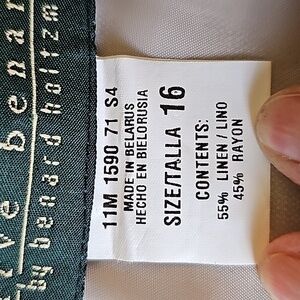 by benard holtzm
11M 1590 71 S4
MADE IN BELARUS
HECHO EN BIELORUSIA
SIZE/TALLA 16
CONTENTS:
55% LINEN / LINO
45% RAYON